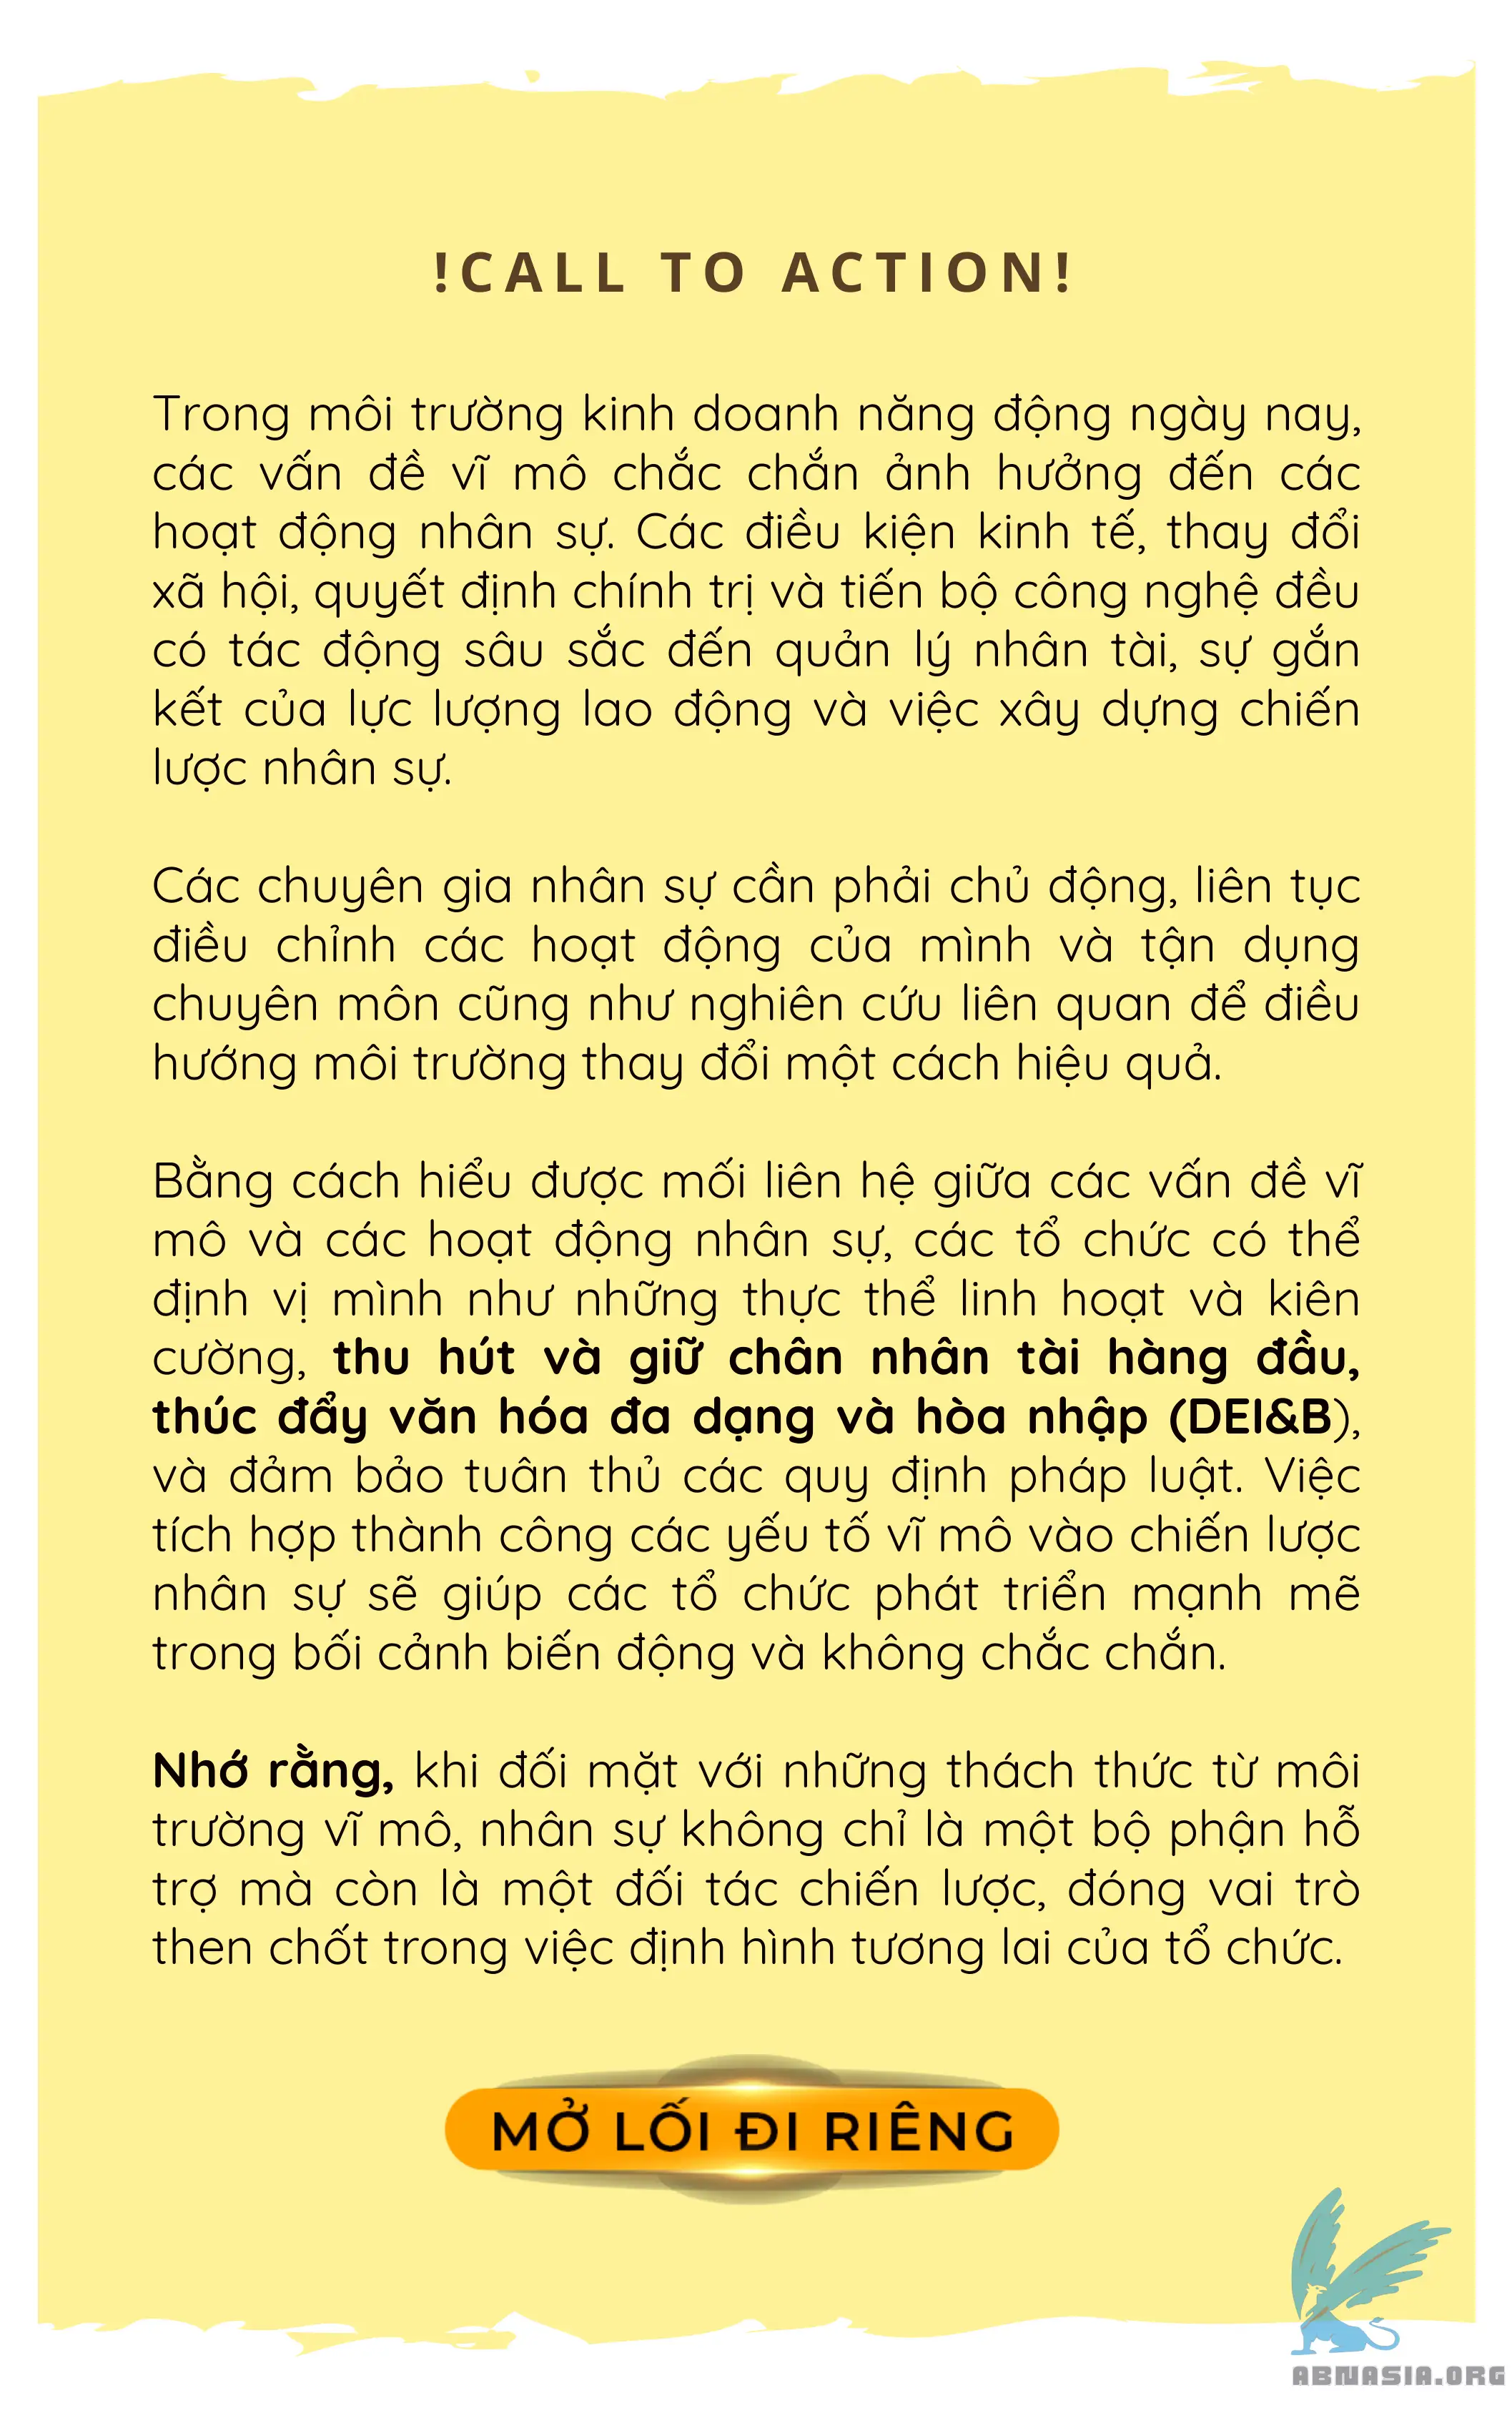 !CALL TO ACTION!
Trong môi trường kinh doanh năng động ngày nay,
các vấn đề vĩ mô chắc chắn ảnh hưởng đến các
hoạt động nhân sự. Các điều kiện kinh tế, thay đổi
xã hội, quyết định chính trị và tiến bộ công nghệ đều
có tác động sâu sắc đến quản lý nhân tài, sự gắn
kết của lực lượng lao động và việc xây dựng chiến
lược nhân sự.
Các chuyên gia nhân sự cần phải chủ động, liên tục
điều chỉnh các hoạt động của mình và tận dụng
chuyên môn cũng như nghiên cứu liên quan để điều
hướng môi trường thay đổi một cách hiệu quả.
Bằng cách hiểu được mối liên hệ giữa các vấn đề vĩ
mô và các hoạt động nhân sự, các tổ chức có thể
định vị mình như những thực thể linh hoạt và kiên
cường, thu hút và giữ chân nhân tài hàng đầu,
thúc đẩy văn hóa đa dạng và hòa nhập (DEI&B),
và đảm bảo tuân thủ các quy định pháp luật. Việc
tích hợp thành công các yếu tố vĩ mô vào chiến lược
nhân sự sẽ giúp các tổ chức phát triển mạnh mẽ
trong bối cảnh biến động và không chắc chắn.
Nhớ rằng, khi đối mặt với những thách thức từ môi
trường vĩ mô, nhân sự không chỉ là một bộ phận hỗ
trợ mà còn là một đối tác chiến lược, đóng vai trò
then chốt trong việc định hình tương lai của tổ chức.
MỞ LỐI ĐI RIÊNG
ABNASIA.ORG